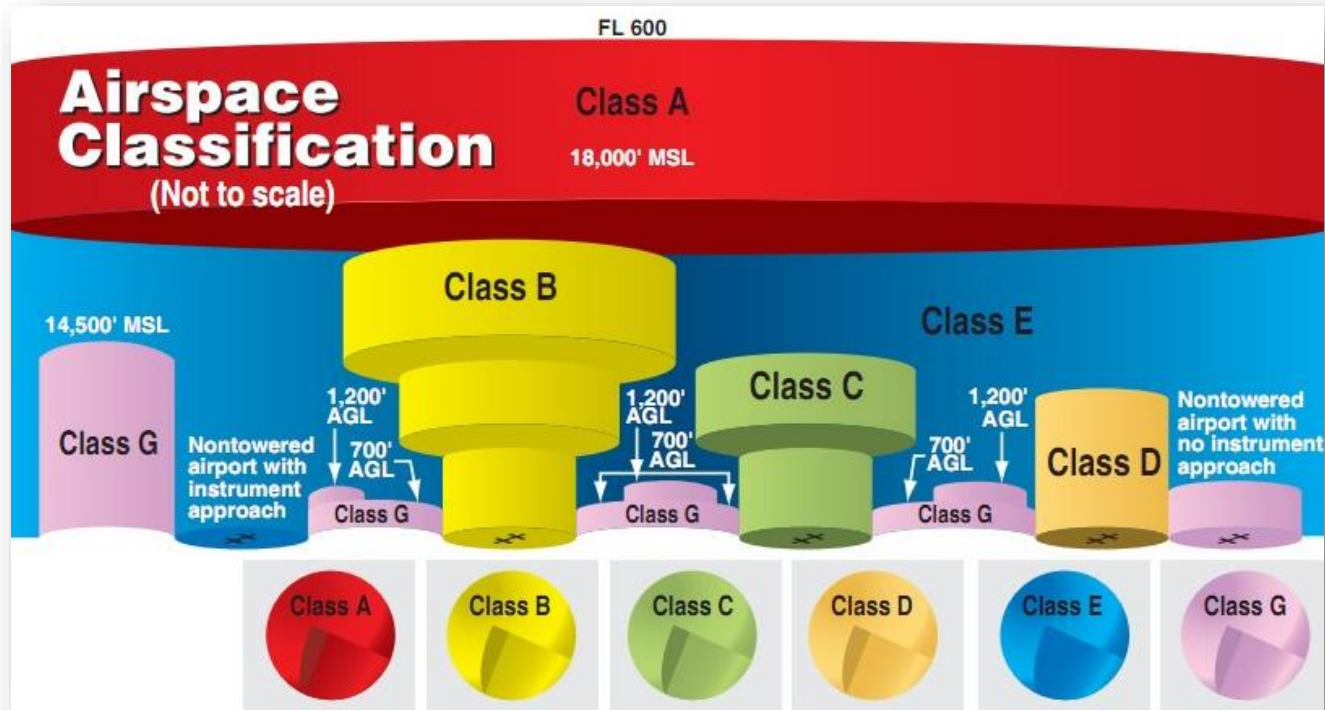 FL 600
Airspace
Classification
(Not to scale)
Class A
18,000' MSL
Class B
Class E
14,500' MSL
Class G
Nontowered
airport with
instrument
approach
1,200'
AGL
700'
AGL
Class G
1,200'
AGL
700'
AGL
Class G
Class C
700'
AGL
1,200'
AGL
Class G
Class D
Nontowered
airport with
no instrument
approach
Class A
Class B
Class C
Class D
Class E
Class G